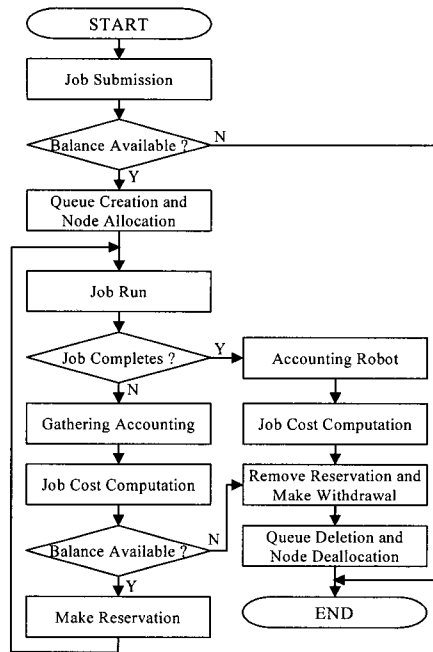 START
Job Submission
Balance Available ?
N
Y
Queue Creation and
Node Allocation
Job Run
Job Completes ?
Y
Accounting Robot
N
Gathering Accounting
Job Cost Computation
Job Cost Computation
Remove Reservation and
Make Withdrawal
Balance Available ?
N
Queue Deletion and
Node Deallocation
Y
Make Reservation
END